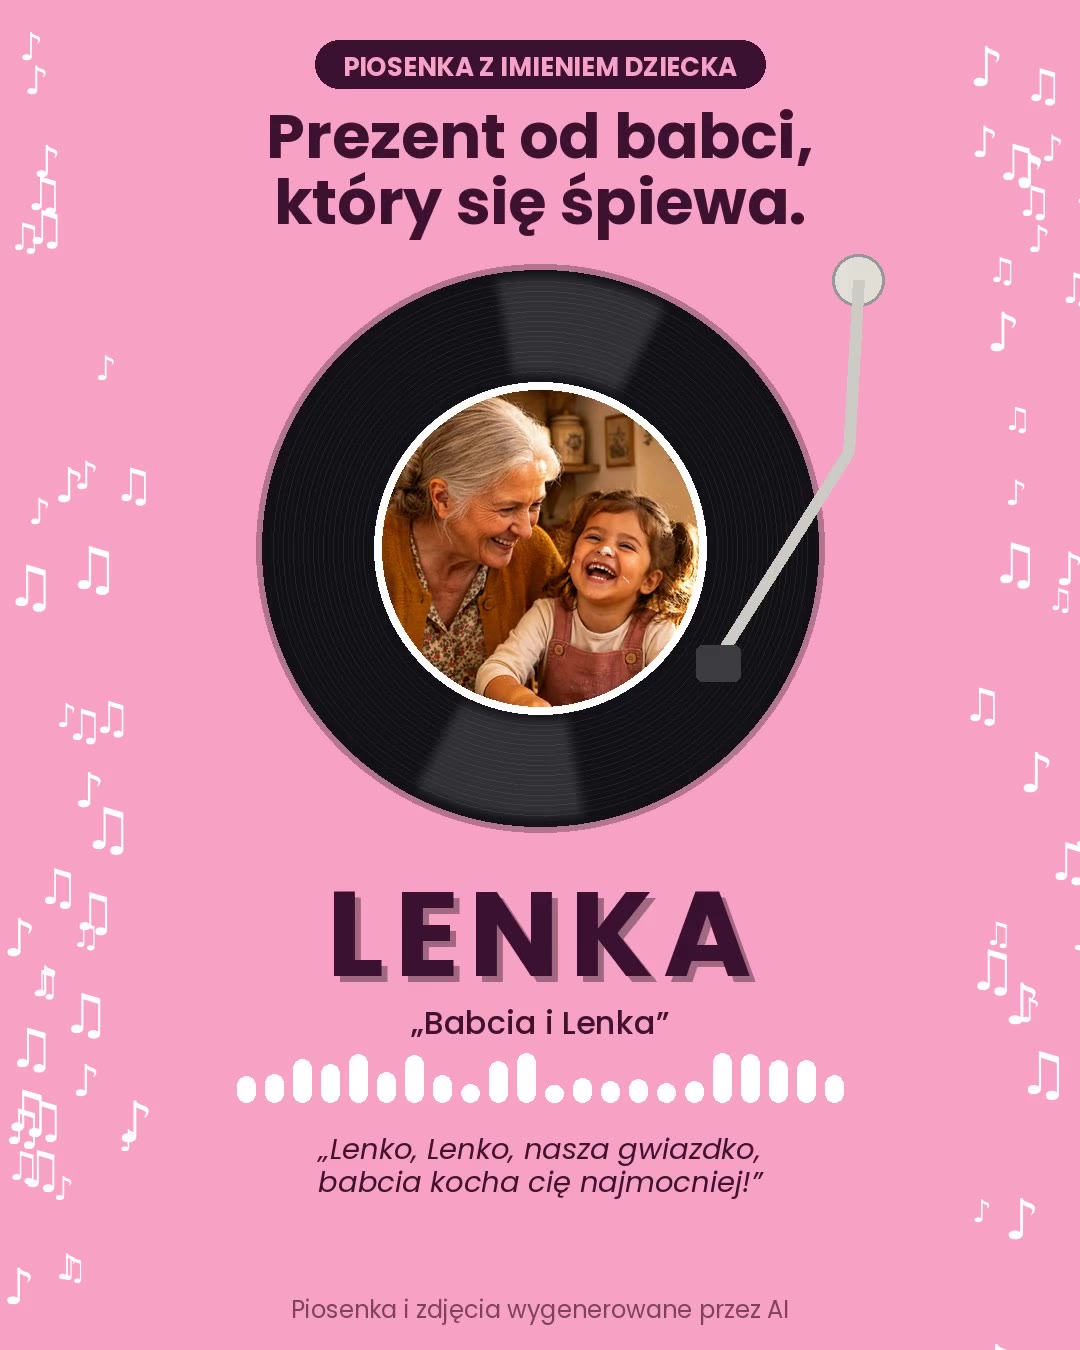 PIOSENKA Z IMIENIEM DZIECKA
Prezent od babci,
który się śpiewa.
LENKA
„Babcia i Lenka”
„Lenko, Lenko, nasza gwiazdko,
babcia kocha cię najmocniej!”
Piosenka i zdjęcia wygenerowane przez AI